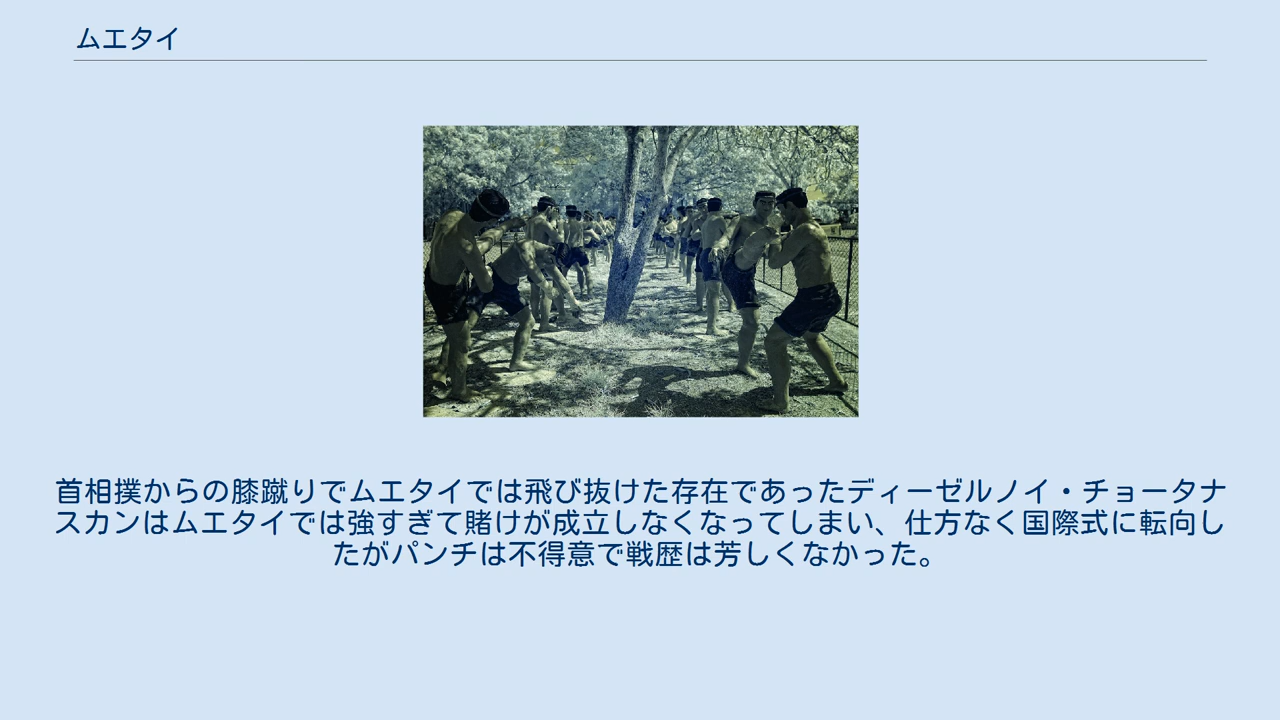 ムエタイ
首相撲からの膝蹴りでムエタイでは飛び抜けた存在であったディーゼルノイ・チョータナ
スカンはムエタイでは強すぎて賭けが成立しなくなってしまい、仕方なく国際式に転向し
たがパンチは不得意で戦歴は芳しくなかった。